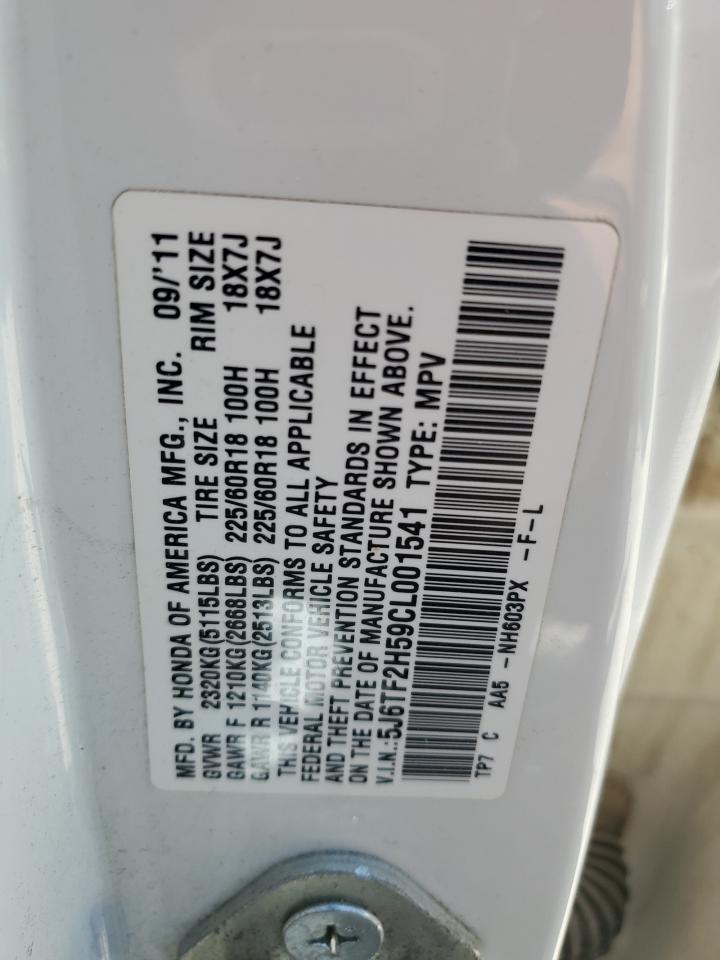 MFD. BY HONDA OF AMERICA MFG., INC. 09/'11
GVWR 2320KG(5115LBS) TIRE SIZE RIM SIZE
GAWR F 1210KG(2668LBS) 225/60R18 100H 18X7J
GAWR R 1140KG(2513LBS) 225/60R18 100H 18X7J
THIS VEHICLE CONFORMS TO ALL APPLICABLE
FEDERAL MOTOR VEHICLE SAFETY
AND THEFT PREVENTION STANDARDS IN EFFECT
ON THE DATE OF MANUFACTURE SHOWN ABOVE.
V.I.N.:5J6TF2H59CL001541 TYPE: MPV
TP7 C AA5 -NH603PX -F-L